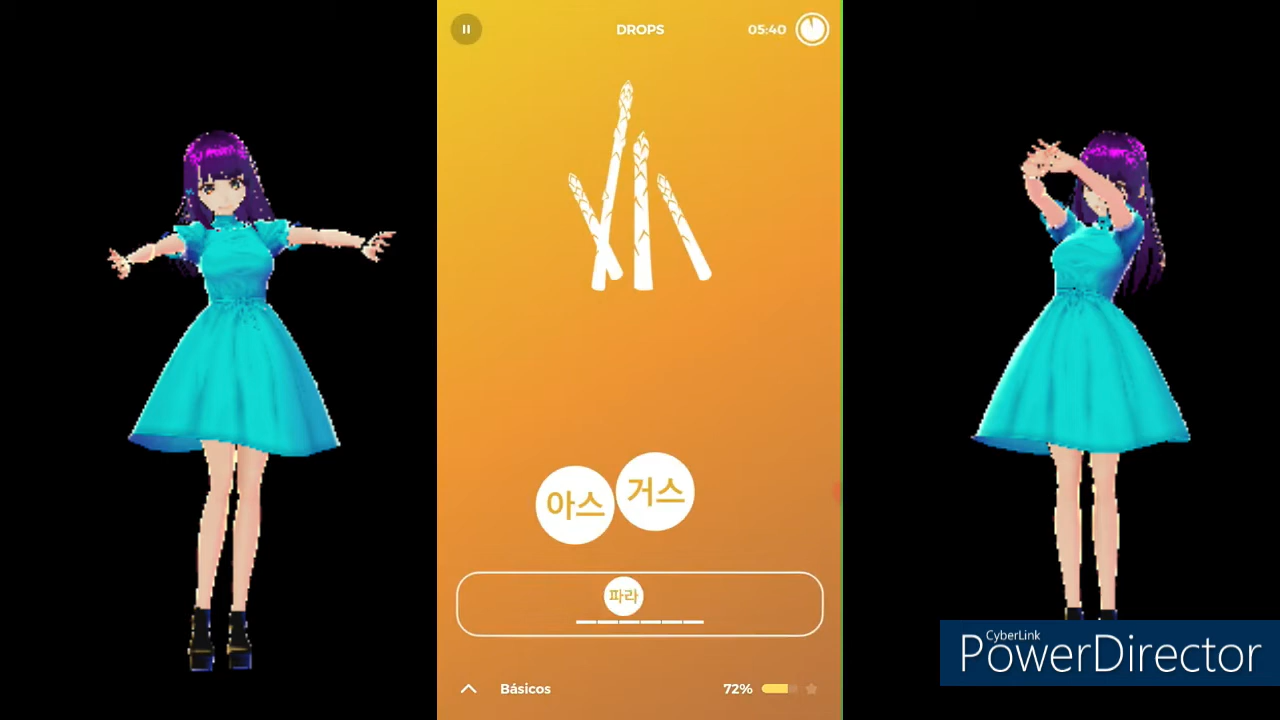 DROPS
05:40
아스
거스
파라
Básicos
72%
CyberLink
PowerDirector